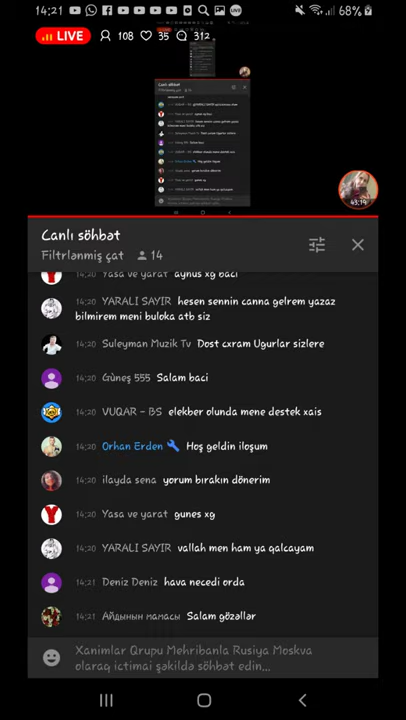 14:21
LIVE
68%
LIVE 108 35 312
Canlı söhbət
43:19
Canlı söhbət
Filtrlənmiş çat 14
14:20 Yasa ve yarat aynus xg baci
14:20 YARALI SAYIR hesen sennin canna gelrem yazaz
bilmirem meni buloka atb siz
14:20 Suleyman Muzik Tv Dost cxram Uğurlar sizlere
14:20 Güneş 555 Salam baci
14:20 VUQAR - BS elekber olunda mene destek xais
14:20 Orhan Erden Hoş geldin iloşum
14:20 ilayda sena yorum bırakın dönerim
14:20 Yasa ve yarat gunes xg
14:20 YARALI SAYIR vallah men ham ya qalcayam
14:21 Deniz Deniz hava necedi orda
14:21 Айдынын мамасы Salam gözəllər
Xanimlar Qrupu Mehribanla Rusiya Moskva
olaraq ictimai şəkildə söhbət edin...